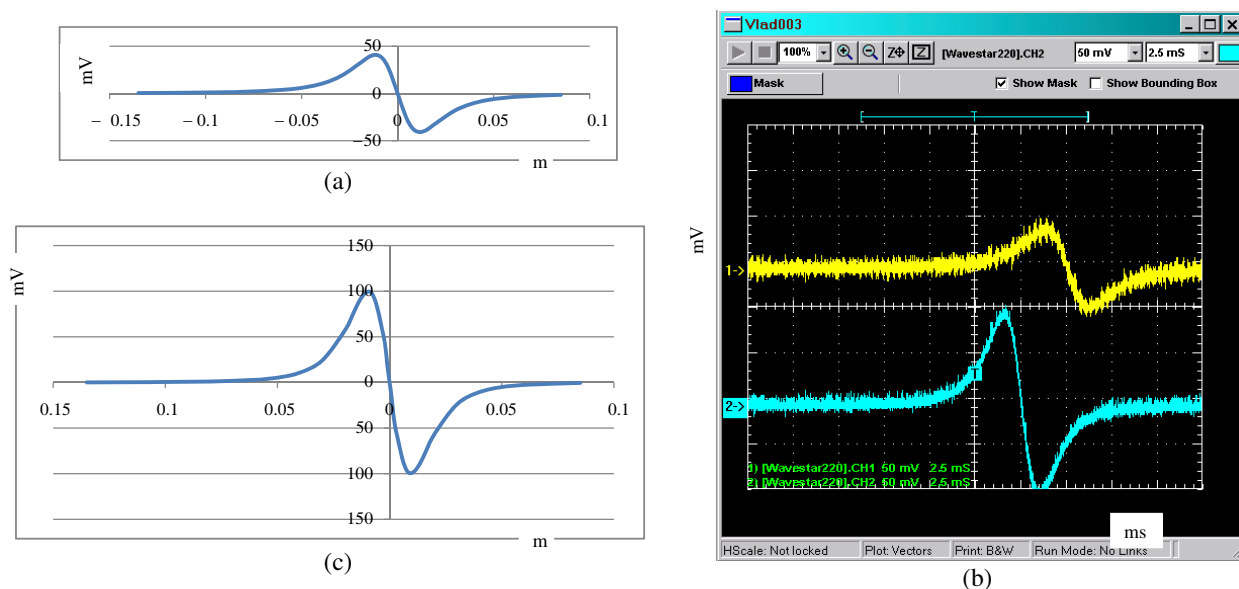 50
mV
0
− 0.15
− 0.1
− 0.05
0
0.05
0.1
−50
m
(a)
150
mV
100
50
0
0.15
0.1
0.05
0
0.05
0.1
50
100
150
m
(c)
Vlad003
100%
[Wavestar220].CH2
50 mV
2.5 mS
Mask
Show Mask
Show Bounding Box
mV
1->
T
2->
1) [Wavestar220].CH1 50 mV 2.5 mS
2) [Wavestar220].CH2 50 mV 2.5 mS
ms
HScale: Not locked
Plot: Vectors
Print: B&W
Run Mode: No Links
(b)